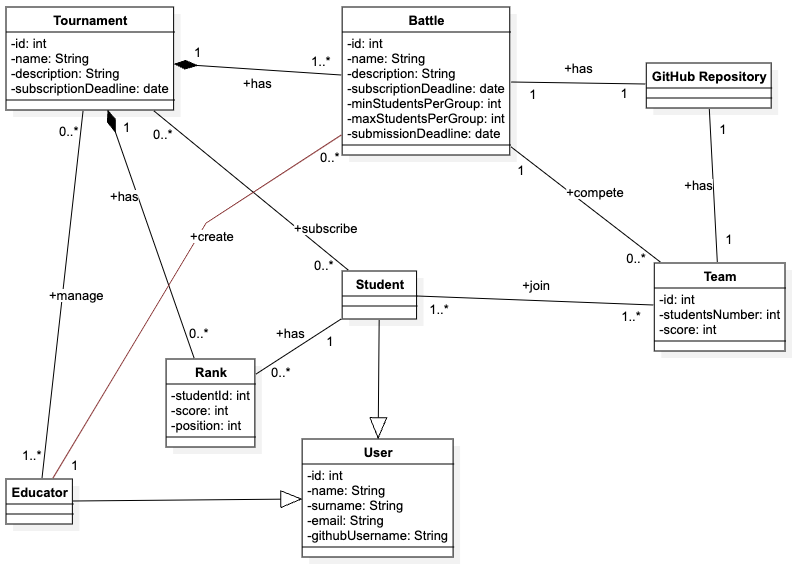 Tournament
-id: int
-name: String
-description: String
-subscriptionDeadline: date
Battle
-id: int
-name: String
-description: String
-subscriptionDeadline: date
-minStudentsPerGroup: int
-maxStudentsPerGroup: int
-submissionDeadline: date
GitHub Repository
1
+has
1..*
+has
1
1
0..*
1
+has
0..*
+subscribe
0..*
0..*
+create
1
1
+compete
0..*
1
+has
1
+manage
1..*
0..*
Student
+join
1..*
1..*
Team
-id: int
-studentsNumber: int
-score: int
+has
1
0..*
Rank
-studentId: int
-score: int
-position: int
User
-id: int
-name: String
-surname: String
-email: String
-githubUsername: String
Educator